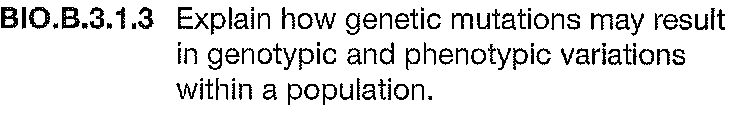 BIO.B.3.1.3 Explain how genetic mutations may result
in genotypic and phenotypic variations
within a population.